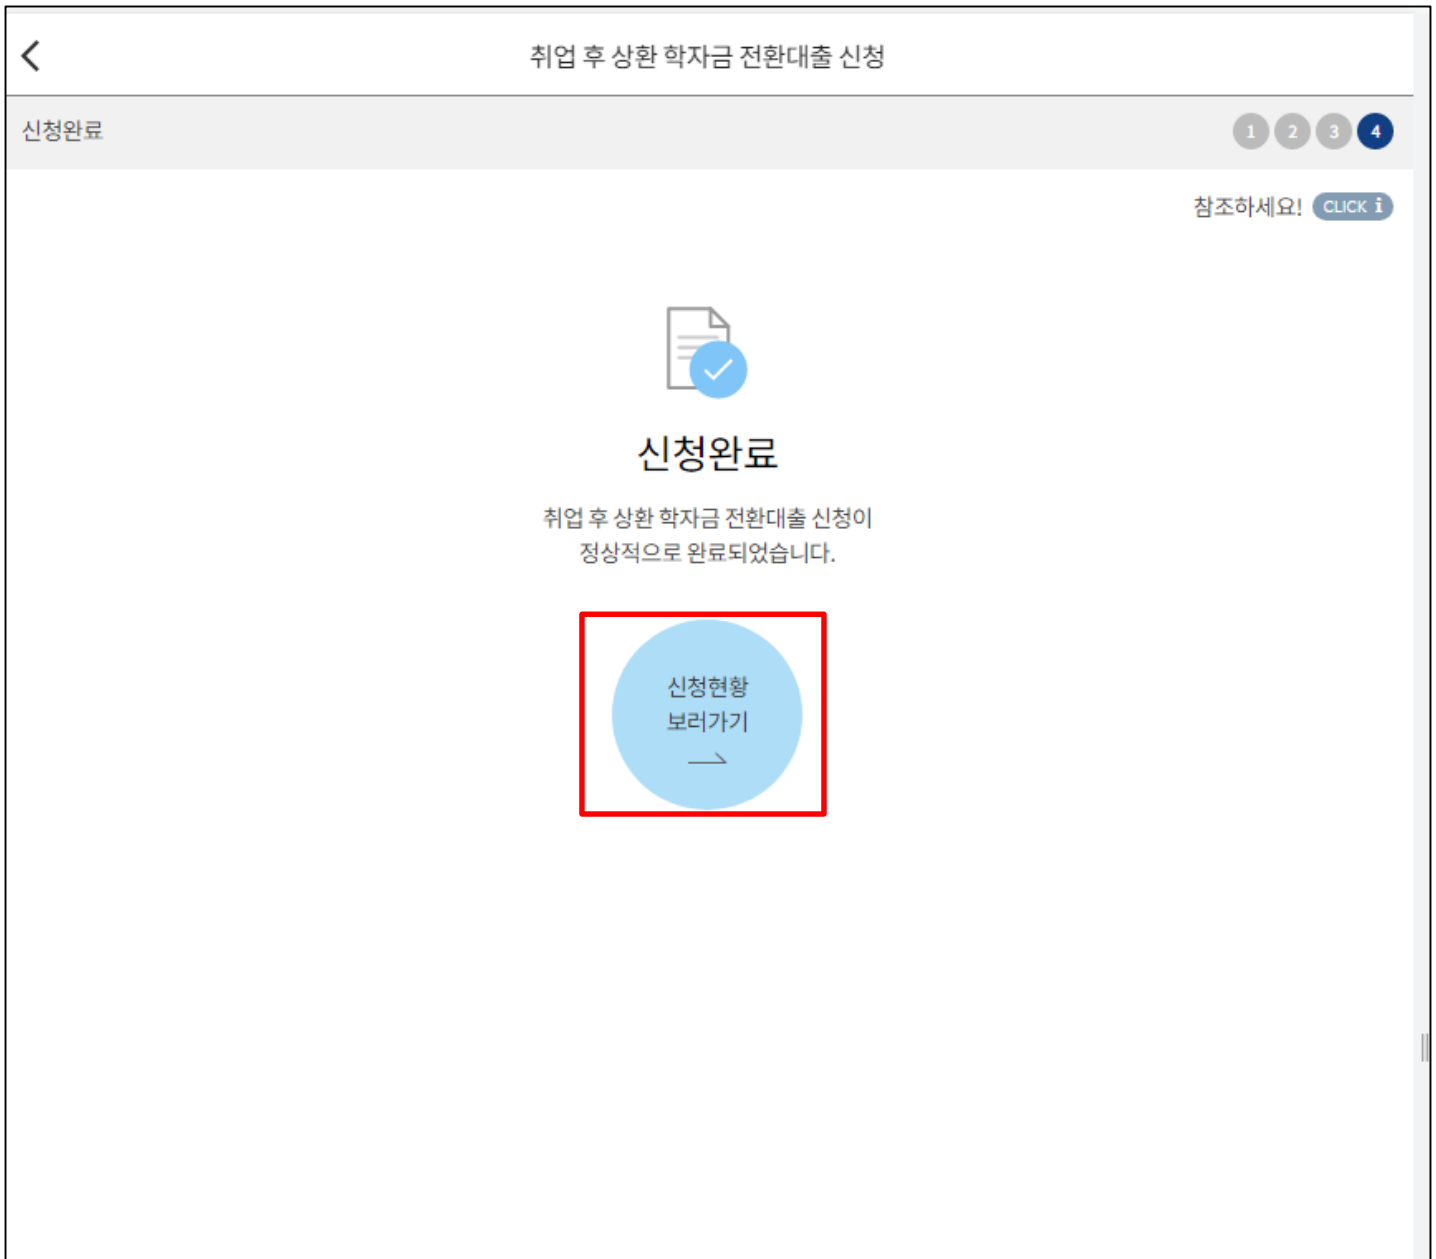 취업 후 상환 학자금 전환대출 신청
신청완료
1 2 3 4
참조하세요! CLICK i
신청완료
취업 후 상환 학자금 전환대출 신청이
정상적으로 완료되었습니다.
신청현황
보러가기